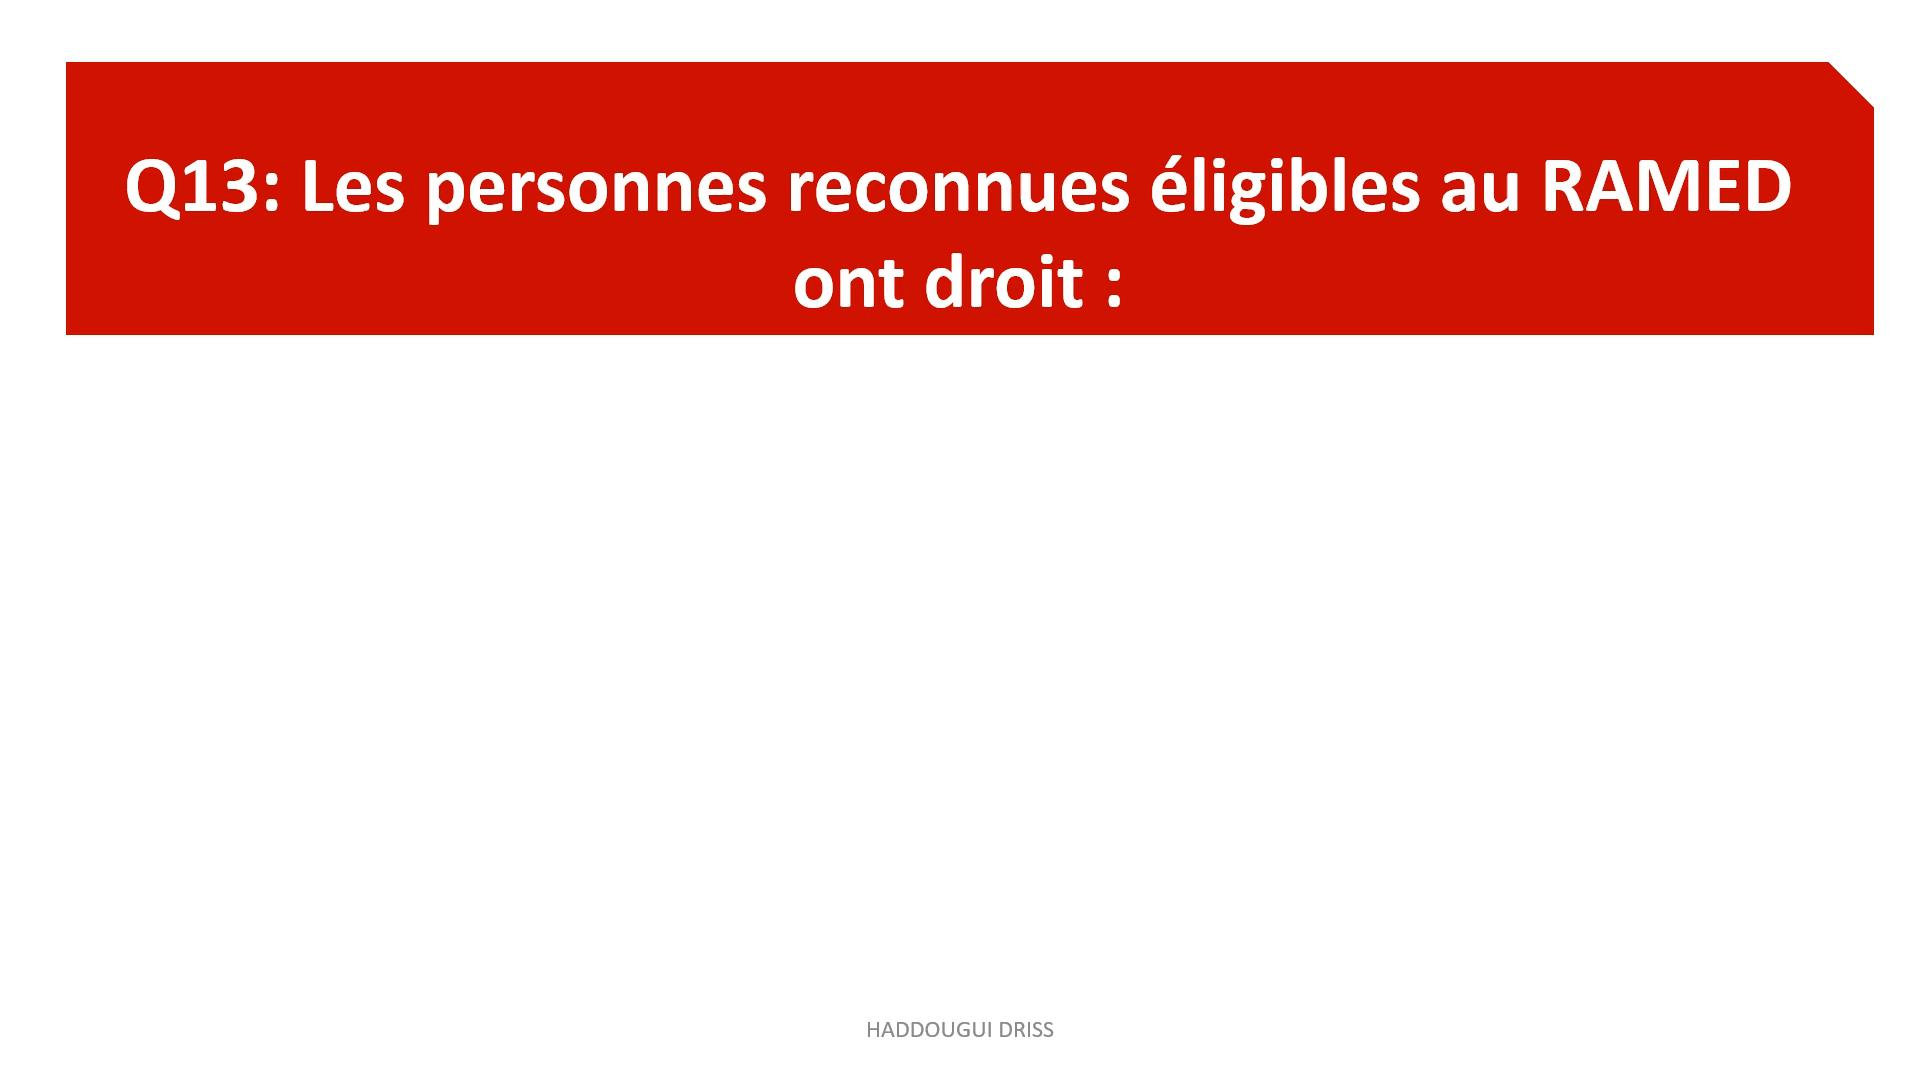 Q13: Les personnes reconnues éligibles au RAMED
ont droit :
HADDOUGUI DRISS